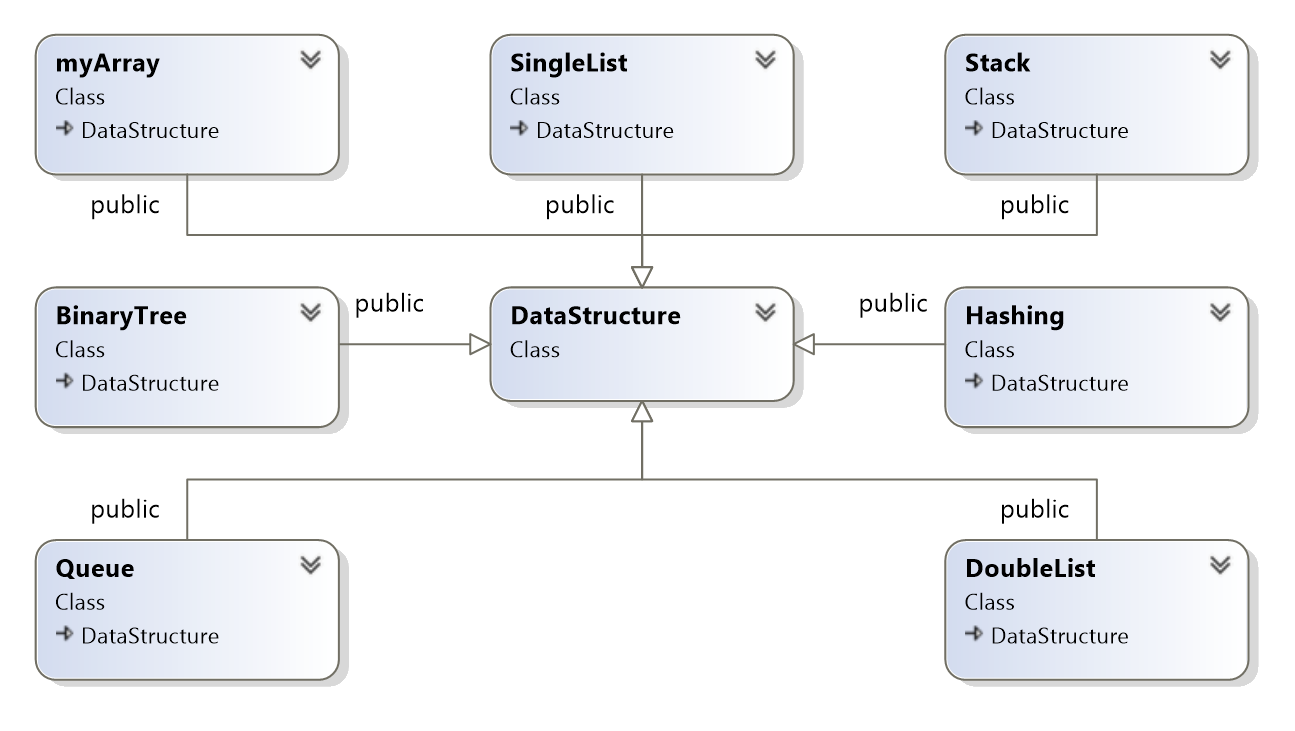 myArray
Class
DataStructure
SingleList
Class
DataStructure
Stack
Class
DataStructure
public
public
public
BinaryTree
Class
DataStructure
public
DataStructure
Class
public
Hashing
Class
DataStructure
public
public
Queue
Class
DataStructure
DoubleList
Class
DataStructure